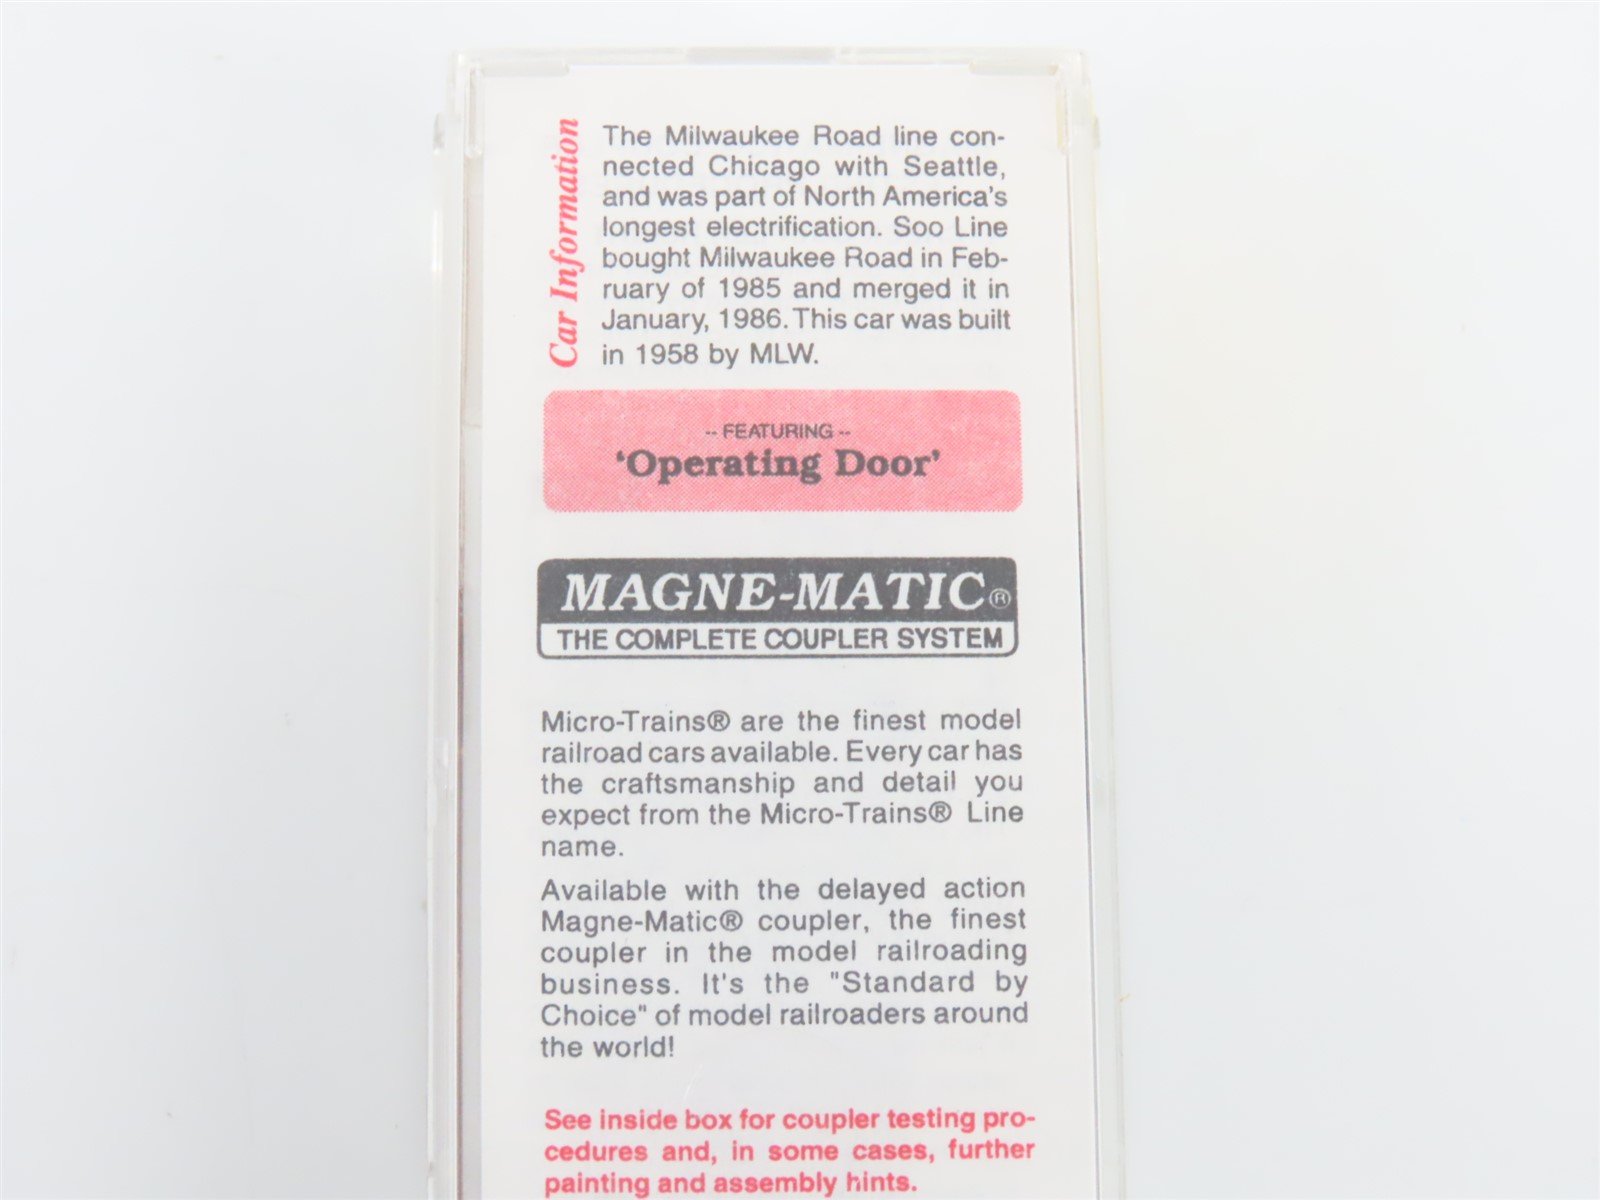 Car Information
The Milwaukee Road line con-
nected Chicago with Seattle,
and was part of North America's
longest electrification. Soo Line
bought Milwaukee Road in Feb-
ruary of 1985 and merged it in
January, 1986. This car was built
in 1958 by MLW.
-- FEATURING --
'Operating Door'
MAGNE-MATIC®
THE COMPLETE COUPLER SYSTEM
Micro-Trains® are the finest model
railroad cars available. Every car has
the craftsmanship and detail you
expect from the Micro-Trains® Line
name.
Available with the delayed action
Magne-Matic® coupler, the finest
coupler in the model railroading
business. It's the "Standard by
Choice" of model railroaders around
the world!
See inside box for coupler testing pro-
cedures and, in some cases, further
painting and assembly hints.